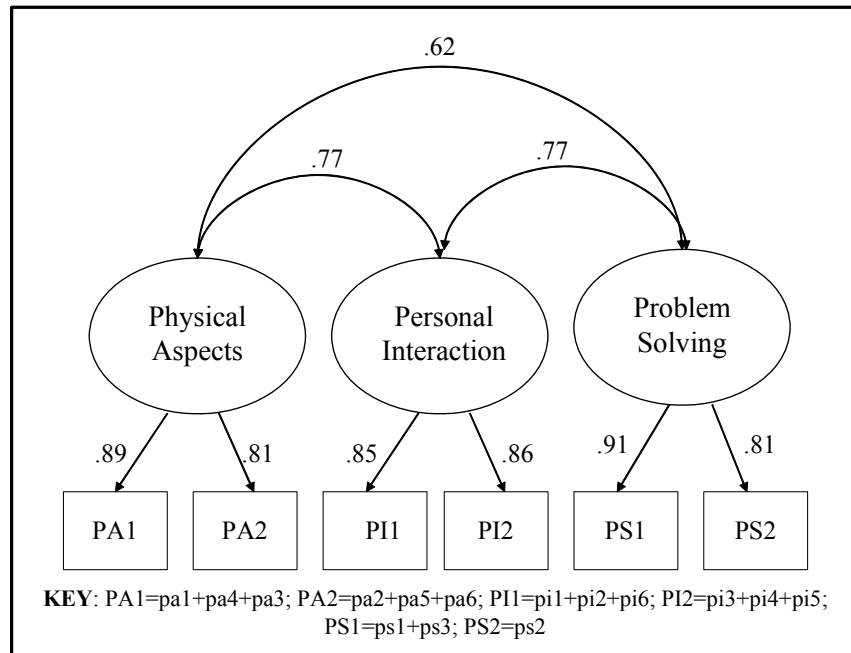 .62
.77
.77
Physical
Aspects
Personal
Interaction
Problem
Solving
.89
.81
.85
.86
.91
.81
PA1
PA2
PI1
PI2
PS1
PS2
KEY: PA1=pa1+pa4+pa3; PA2=pa2+pa5+pa6; PI1=pi1+pi2+pi6; PI2=pi3+pi4+pi5;
PS1=ps1+ps3; PS2=ps2